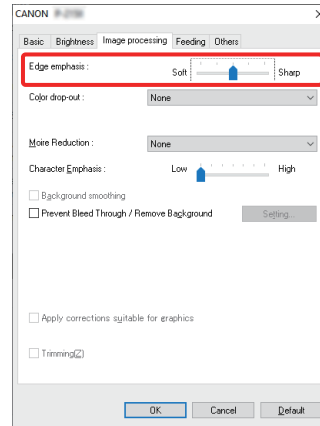 CANON
Basic Brightness Image processing Feeding Others
Edge emphasis :
Soft Sharp
Color drop-out : None
Moire Reduction : None
Character Emphasis : Low High
Background smoothing
Prevent Bleed Through / Remove Background Setting...
Apply corrections suitable for graphics
Trimming(Z)
OK Cancel Default